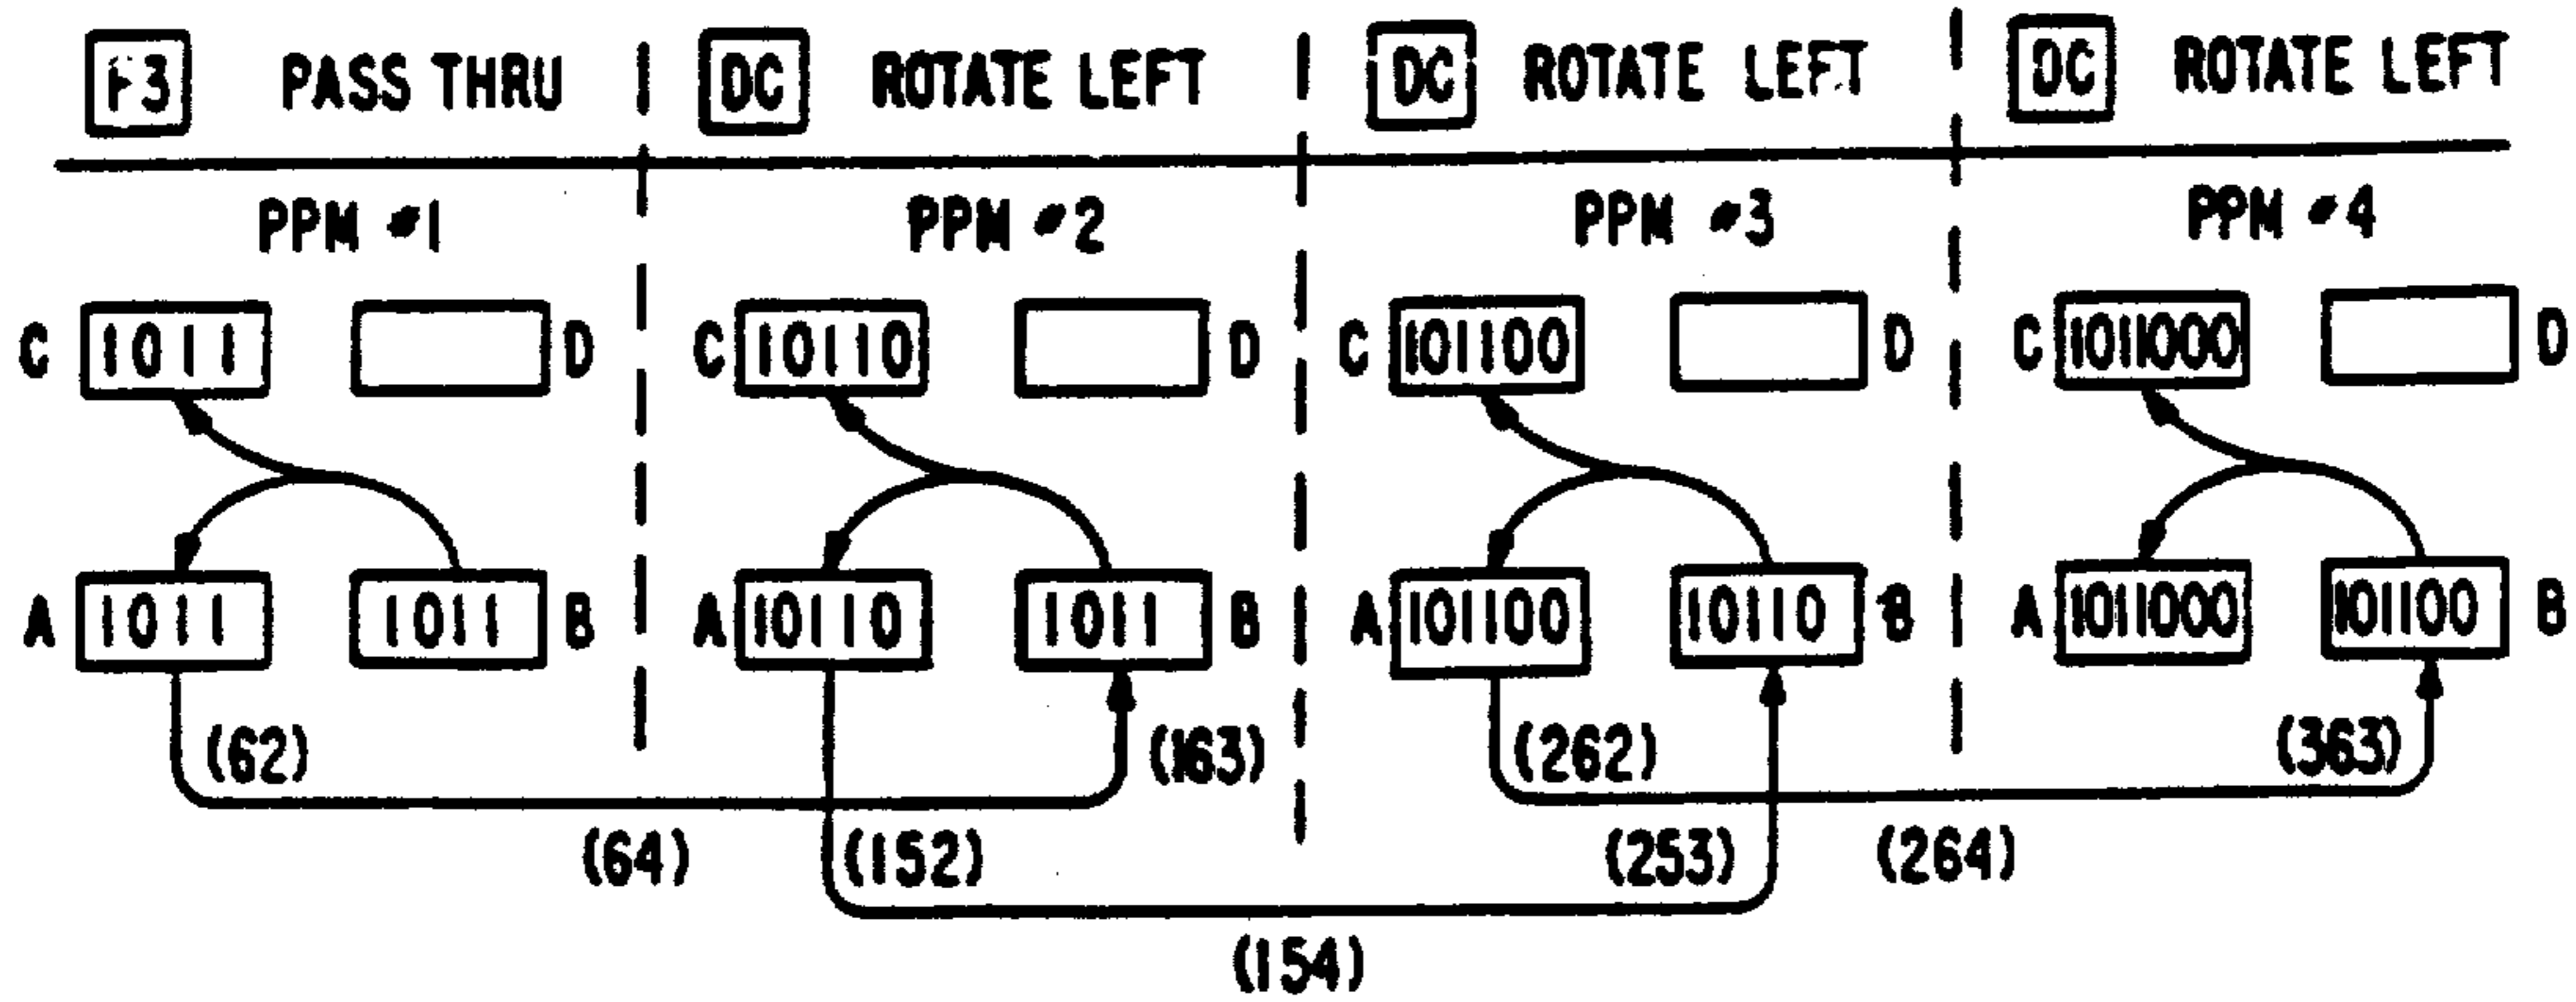 F3 PASS THRU DC ROTATE LEFT DC ROTATE LEFT DC ROTATE LEFT
PPM #1 PPM #2 PPM #3 PPM #4
C 1011 D C 10110 D C 101100 D C 1011000 D
A 1011 1011 B A 10110 1011 B A 101100 10110 B A 1011000 101100 B
(62) (163) (262) (363)
(64) (152) (253) (264)
(154)